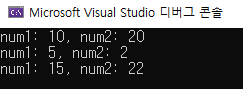 Microsoft Visual Studio 디버그 콘솔
num1: 10, num2: 20
num1: 5, num2: 2
num1: 15, num2: 22